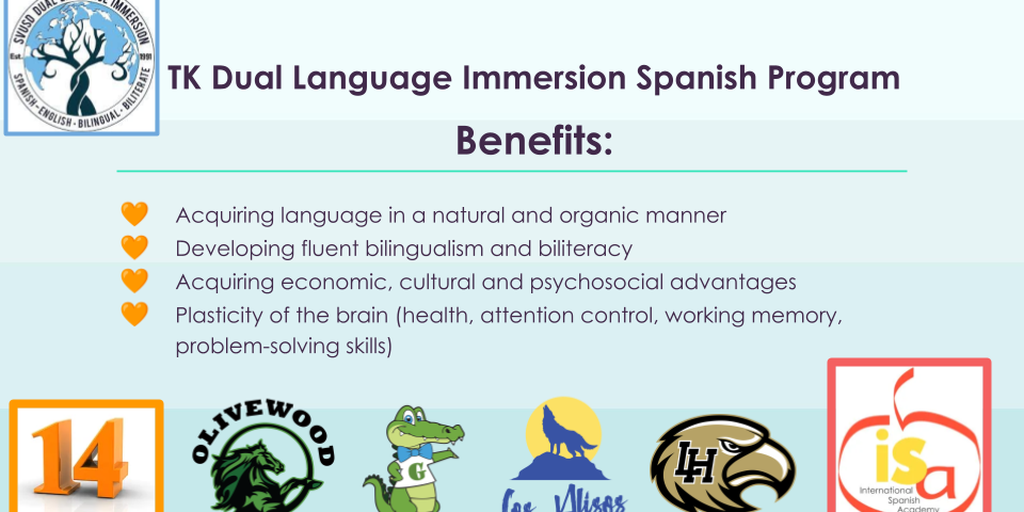 SVUSD DUAL LANGUAGE IMMERSION
Est. 1991
SPANISH-ENGLISH • BILINGUAL • BILITERATE
TK Dual Language Immersion Spanish Program
Benefits:
Acquiring language in a natural and organic manner
Developing fluent bilingualism and biliteracy
Acquiring economic, cultural and psychosocial advantages
Plasticity of the brain (health, attention control, working memory,
problem-solving skills)
14
OLIVEWOOD
G
Los Alisos
LH
isa
International
Spanish
Academy